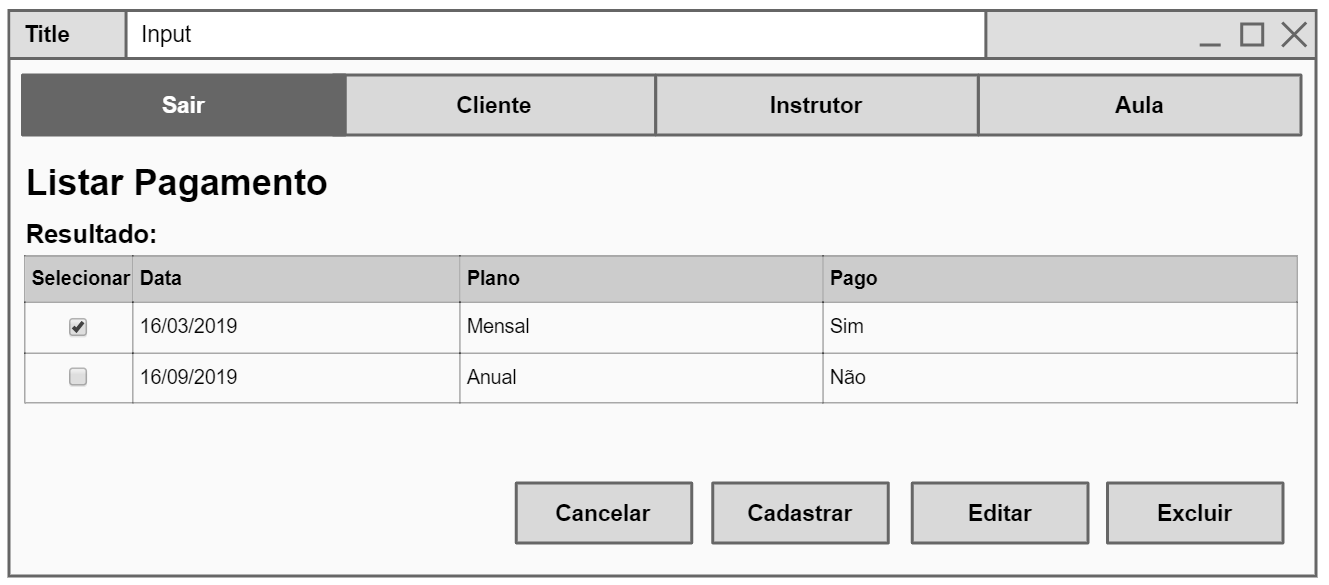 Title Input
Sair Cliente Instrutor Aula
Listar Pagamento
Resultado:
Selecionar Data Plano Pago
16/03/2019 Mensal Sim
16/09/2019 Anual Não
Cancelar Cadastrar Editar Excluir